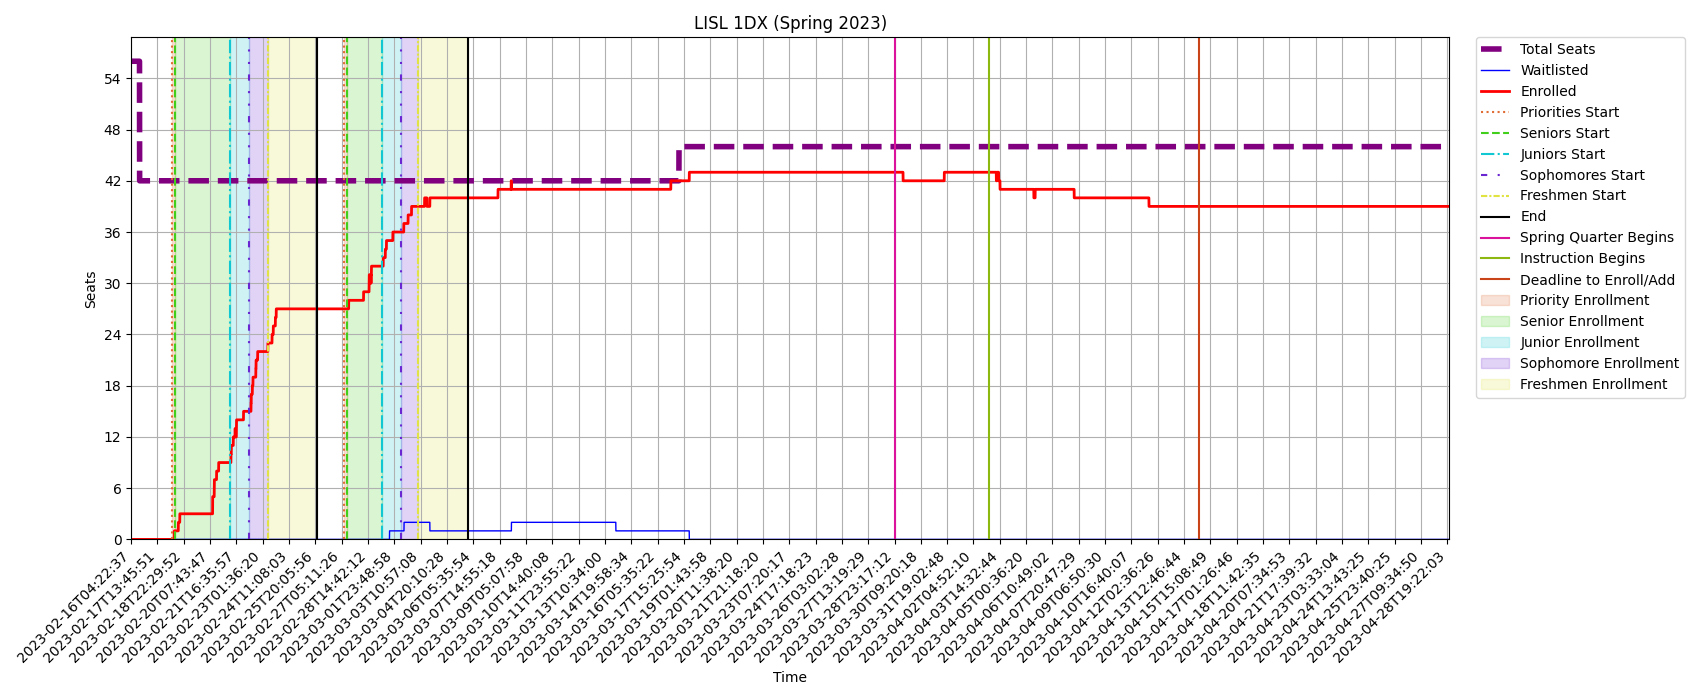 LISL 1DX (Spring 2023)
Seats
54
48
42
36
30
24
18
12
6
0
2023-02-16T04:22:37
2023-02-17T13:45:51
2023-02-18T22:29:52
2023-02-20T07:43:47
2023-02-21T16:35:57
2023-02-23T01:36:20
2023-02-24T11:08:03
2023-02-25T20:05:56
2023-02-27T05:11:26
2023-02-28T14:42:12
2023-03-01T23:48:58
2023-03-03T10:57:08
2023-03-04T20:10:28
2023-03-06T05:35:54
2023-03-07T14:55:18
2023-03-09T05:07:58
2023-03-10T14:40:08
2023-03-11T23:55:22
2023-03-13T10:34:00
2023-03-14T19:58:34
2023-03-16T05:35:22
2023-03-17T15:25:54
2023-03-19T01:43:58
2023-03-20T11:38:20
2023-03-21T21:18:20
2023-03-23T07:20:17
2023-03-24T17:18:23
2023-03-26T03:02:28
2023-03-27T13:19:29
2023-03-28T23:17:12
2023-03-30T09:20:18
2023-03-31T19:02:48
2023-04-02T04:52:10
2023-04-03T14:32:44
2023-04-05T00:36:20
2023-04-06T10:49:02
2023-04-07T20:47:29
2023-04-09T06:50:30
2023-04-10T16:40:07
2023-04-12T02:36:26
2023-04-13T12:46:44
2023-04-15T15:08:49
2023-04-17T01:26:46
2023-04-18T11:42:35
2023-04-20T07:34:53
2023-04-21T17:39:32
2023-04-23T03:33:04
2023-04-24T13:43:25
2023-04-25T23:40:25
2023-04-27T09:34:50
2023-04-28T19:22:03
Time
Total Seats
Waitlisted
Enrolled
Priorities Start
Seniors Start
Juniors Start
Sophomores Start
Freshmen Start
End
Spring Quarter Begins
Instruction Begins
Deadline to Enroll/Add
Priority Enrollment
Senior Enrollment
Junior Enrollment
Sophomore Enrollment
Freshmen Enrollment